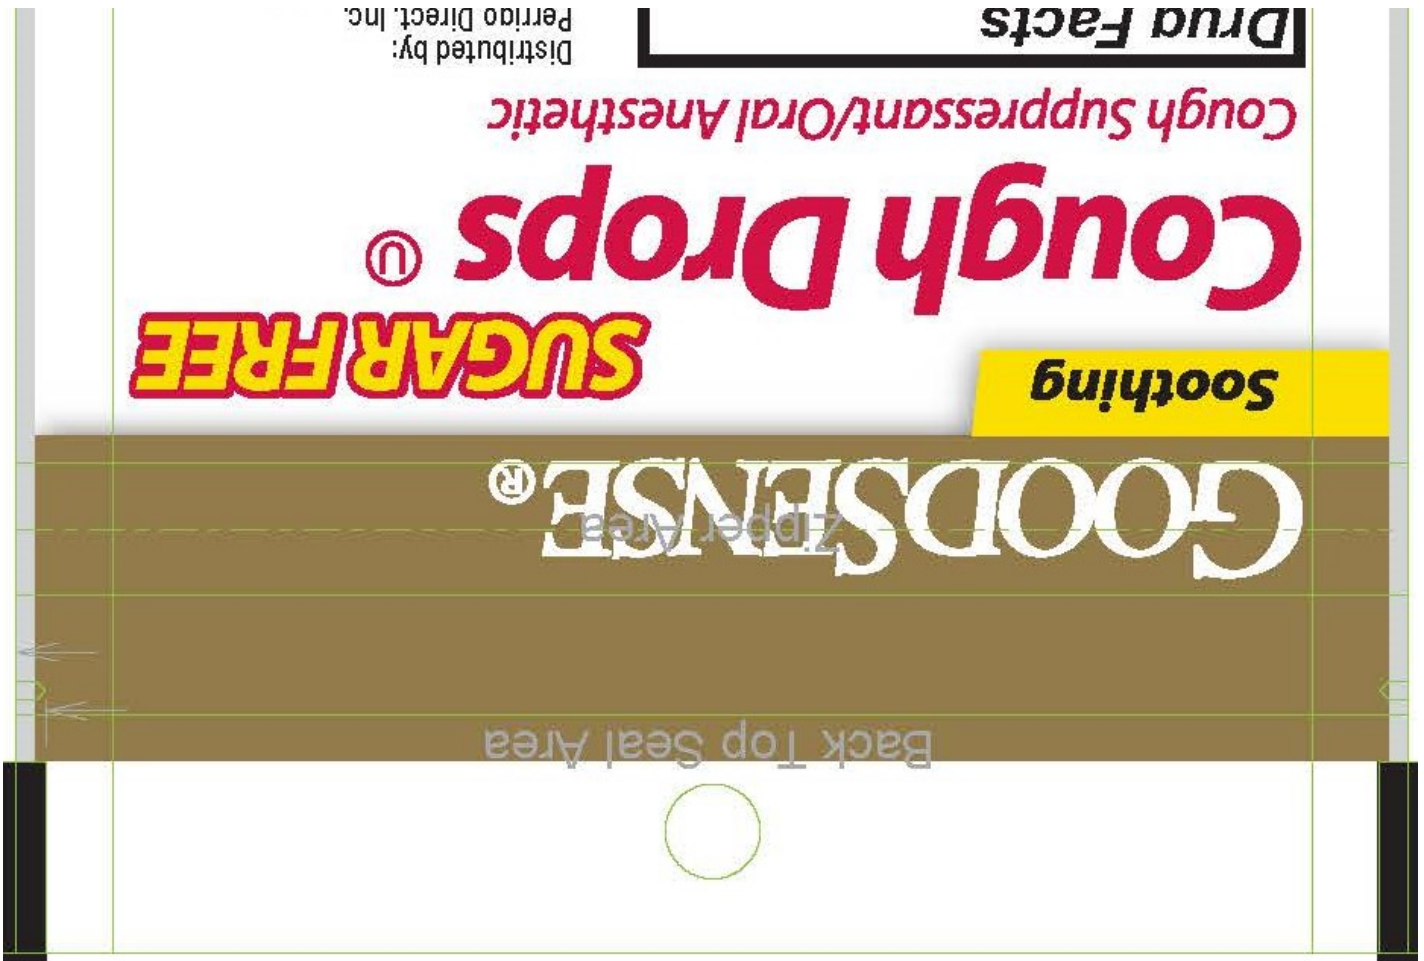 Back Top Seal Area
GOODSENSE®
Zipper Area
Soothing
SUGAR FREE
Cough Drops Ⓤ
Cough Suppressant/Oral Anesthetic
Drug Facts
Distributed by:
Perrigo Direct, Inc.